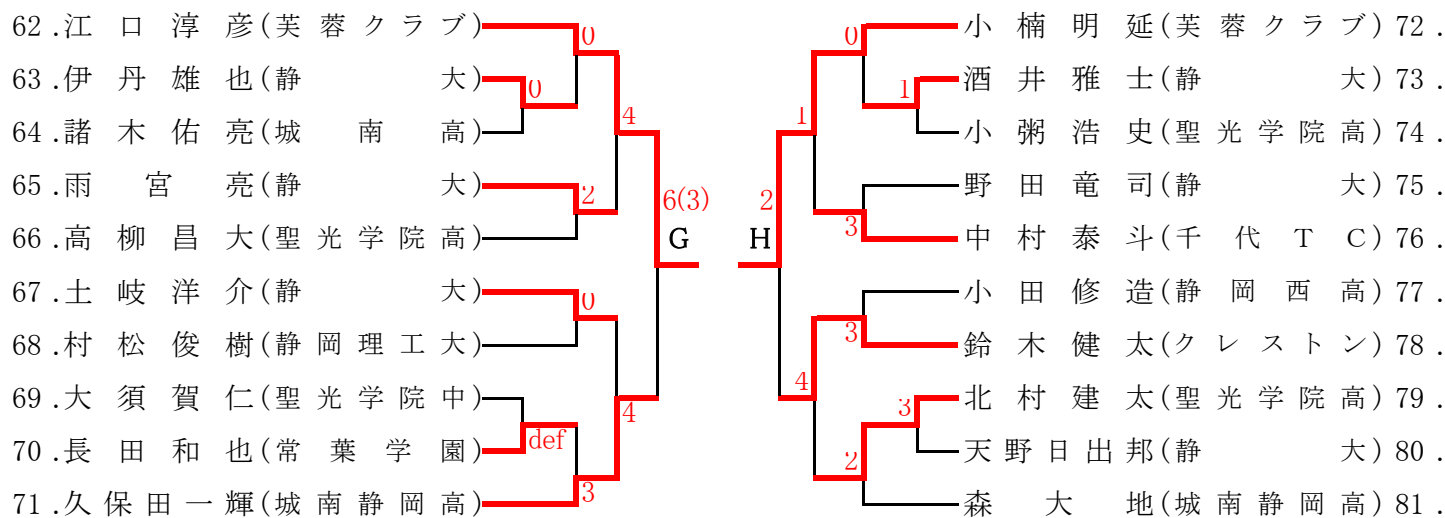 62.江口淳彦(芙蓉クラブ)
63.伊丹雄也(静大)
64.諸木佑亮(城南高)
65.雨宮亮(静大)
66.高柳昌大(聖光学院高)
67.土岐洋介(静大)
68.村松俊樹(静岡理工大)
69.大須賀仁(聖光学院中)
70.長田和也(常葉学園)
71.久保田一輝(城南静岡高)
0
0
4
2
6(3)
G
0
4
def
3
0
1
1
2
3
H
3
4
3
2
小楠明延(芙蓉クラブ)72.
酒井雅士(静大)73.
小粥浩史(聖光学院高)74.
野田竜司(静大)75.
中村泰斗(千代TC)76.
小田修造(静岡西高)77.
鈴木健太(クレストン)78.
北村建太(聖光学院高)79.
天野日出邦(静大)80.
森大地(城南静岡高)81.